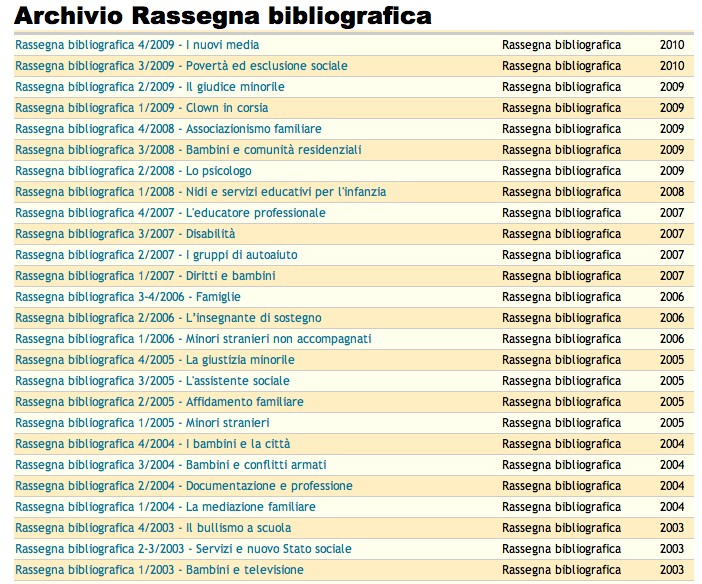 Archivio Rassegna bibliografica
Rassegna bibliografica 4/2009 - I nuovi media Rassegna bibliografica 2010
Rassegna bibliografica 3/2009 - Povertà ed esclusione sociale Rassegna bibliografica 2010
Rassegna bibliografica 2/2009 - Il giudice minorile Rassegna bibliografica 2009
Rassegna bibliografica 1/2009 - Clown in corsia Rassegna bibliografica 2009
Rassegna bibliografica 4/2008 - Associazionismo familiare Rassegna bibliografica 2009
Rassegna bibliografica 3/2008 - Bambini e comunità residenziali Rassegna bibliografica 2009
Rassegna bibliografica 2/2008 - Lo psicologo Rassegna bibliografica 2009
Rassegna bibliografica 1/2008 - Nidi e servizi educativi per l'infanzia Rassegna bibliografica 2008
Rassegna bibliografica 4/2007 - L'educatore professionale Rassegna bibliografica 2007
Rassegna bibliografica 3/2007 - Disabilità Rassegna bibliografica 2007
Rassegna bibliografica 2/2007 - I gruppi di autoaiuto Rassegna bibliografica 2007
Rassegna bibliografica 1/2007 - Diritti e bambini Rassegna bibliografica 2007
Rassegna bibliografica 3-4/2006 - Famiglie Rassegna bibliografica 2006
Rassegna bibliografica 2/2006 - L’insegnante di sostegno Rassegna bibliografica 2006
Rassegna bibliografica 1/2006 - Minori stranieri non accompagnati Rassegna bibliografica 2006
Rassegna bibliografica 4/2005 - La giustizia minorile Rassegna bibliografica 2005
Rassegna bibliografica 3/2005 - L'assistente sociale Rassegna bibliografica 2005
Rassegna bibliografica 2/2005 - Affidamento familiare Rassegna bibliografica 2005
Rassegna bibliografica 1/2005 - Minori stranieri Rassegna bibliografica 2005
Rassegna bibliografica 4/2004 - I bambini e la città Rassegna bibliografica 2004
Rassegna bibliografica 3/2004 - Bambini e conflitti armati Rassegna bibliografica 2004
Rassegna bibliografica 2/2004 - Documentazione e professione Rassegna bibliografica 2004
Rassegna bibliografica 1/2004 - La mediazione familiare Rassegna bibliografica 2004
Rassegna bibliografica 4/2003 - Il bullismo a scuola Rassegna bibliografica 2003
Rassegna bibliografica 2-3/2003 - Servizi e nuovo Stato sociale Rassegna bibliografica 2003
Rassegna bibliografica 1/2003 - Bambini e televisione Rassegna bibliografica 2003